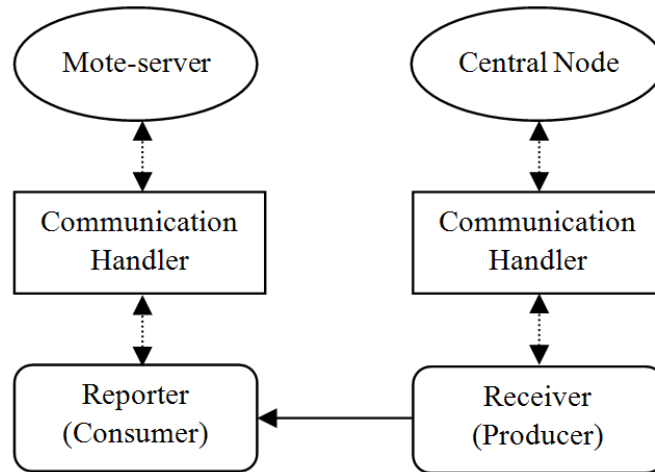 Mote-server
Central Node
Communication
Handler
Communication
Handler
Reporter
(Consumer)
Receiver
(Producer)